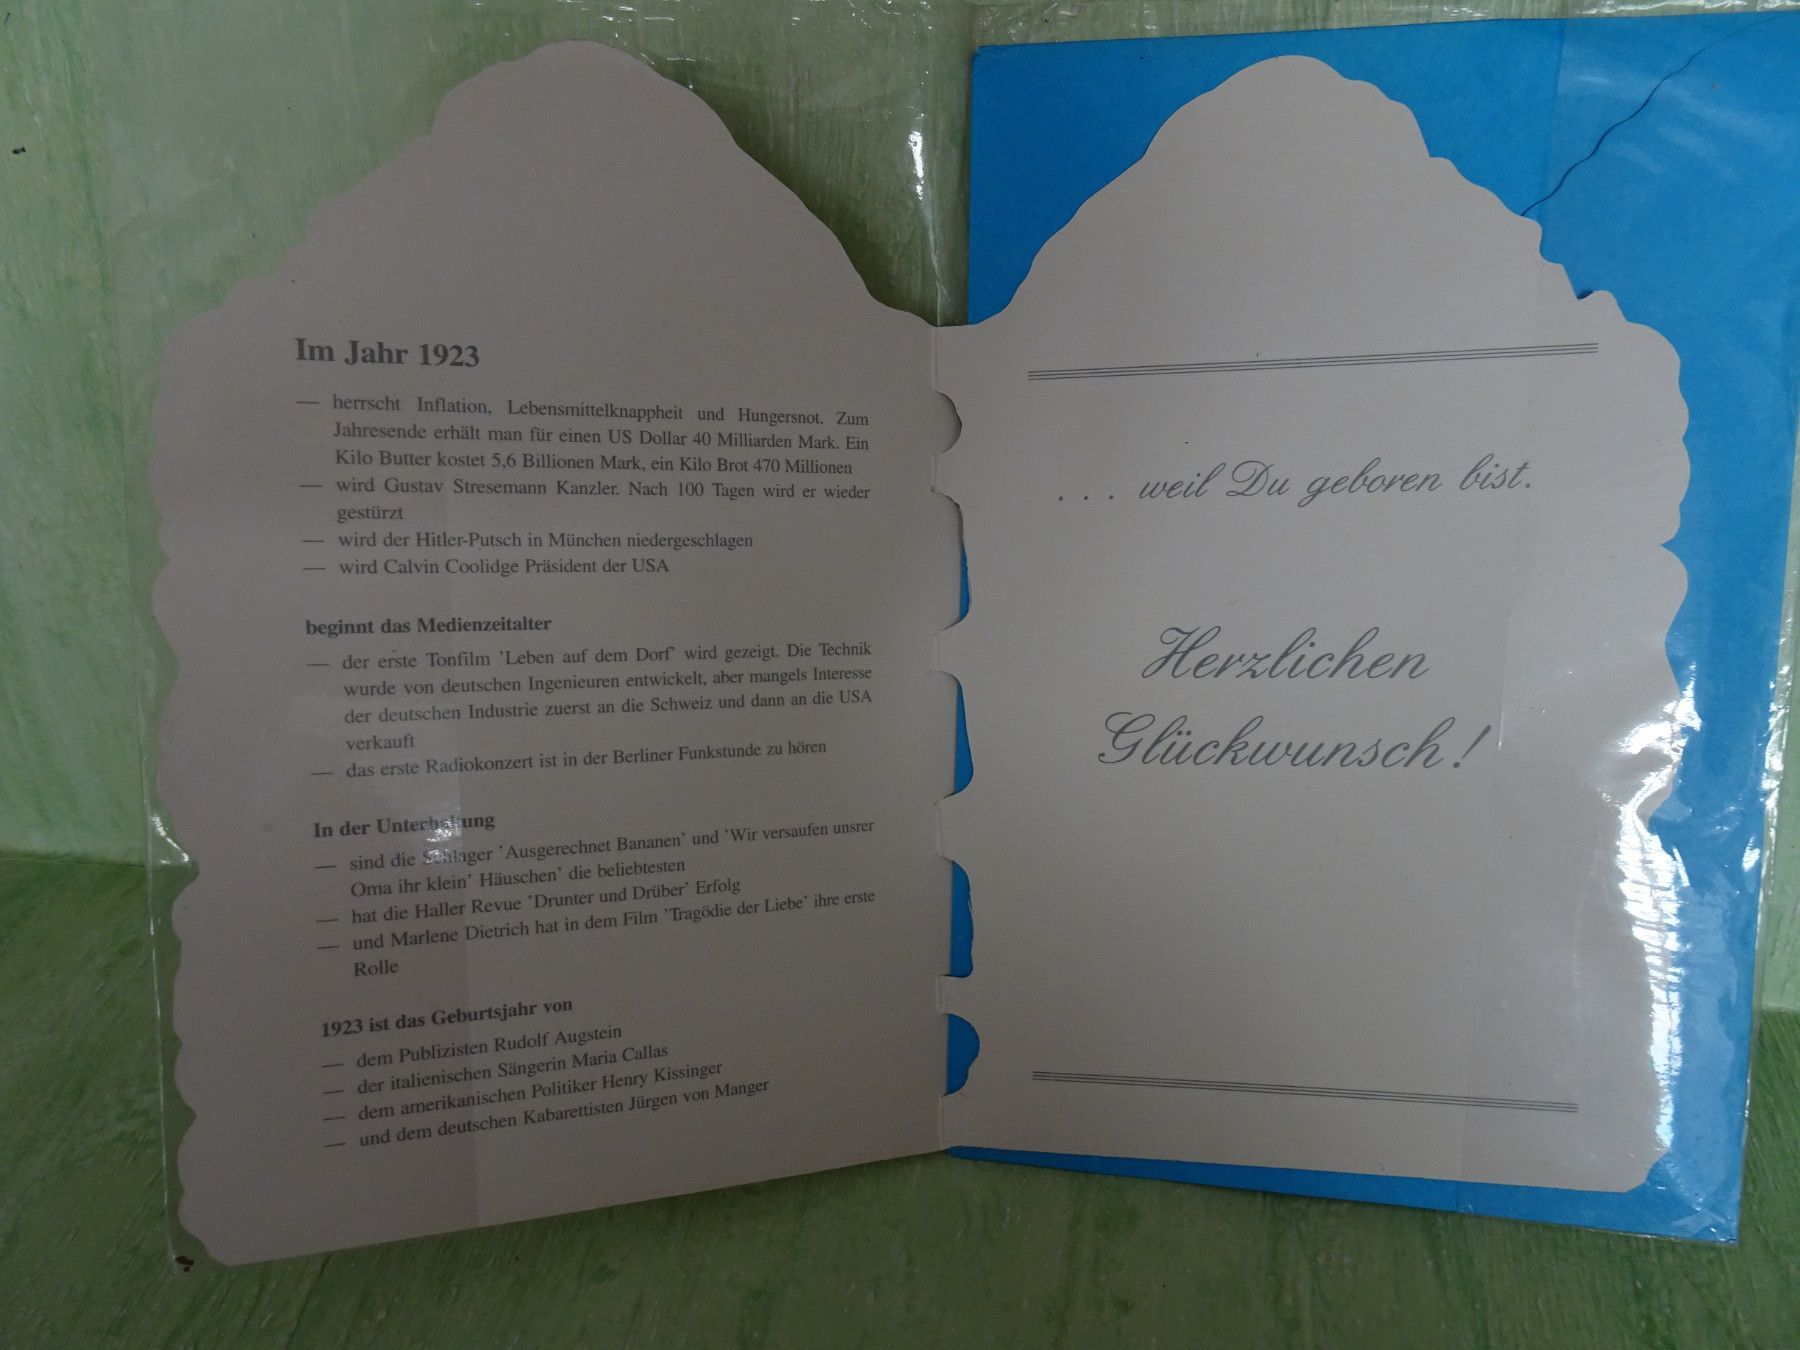 Im Jahr 1923
— herrscht Inflation, Lebensmittelknappheit und Hungersnot. Zum
Jahresende erhält man für einen US Dollar 40 Milliarden Mark. Ein
Kilo Butter kostet 5,6 Billionen Mark, ein Kilo Brot 470 Millionen
— wird Gustav Stresemann Kanzler. Nach 100 Tagen wird er wieder
gestürzt
— wird der Hitler-Putsch in München niedergeschlagen
— wird Calvin Coolidge Präsident der USA
beginnt das Medienzeitalter
— der erste Tonfilm 'Leben auf dem Dorf' wird gezeigt. Die Technik
wurde von deutschen Ingenieuren entwickelt, aber mangels Interesse
der deutschen Industrie zuerst an die Schweiz und dann an die USA
verkauft
— das erste Radiokonzert ist in der Berliner Funkstunde zu hören
In der Unterhaltung
— sind die Schlager 'Ausgerechnet Bananen' und 'Wir versaufen unsrer
Oma ihr klein' Häuschen' die beliebtesten
— hat die Haller Revue 'Drunter und Drüber' Erfolg
— und Marlene Dietrich hat in dem Film 'Tragödie der Liebe' ihre erste
Rolle
1923 ist das Geburtsjahr von
— dem Publizisten Rudolf Augstein
— der italienischen Sängerin Maria Callas
— dem amerikanischen Politiker Henry Kissinger
— und dem deutschen Kabarettisten Jürgen von Manger
. . . weil Du geboren bist.
Herzlichen
Glückwunsch!